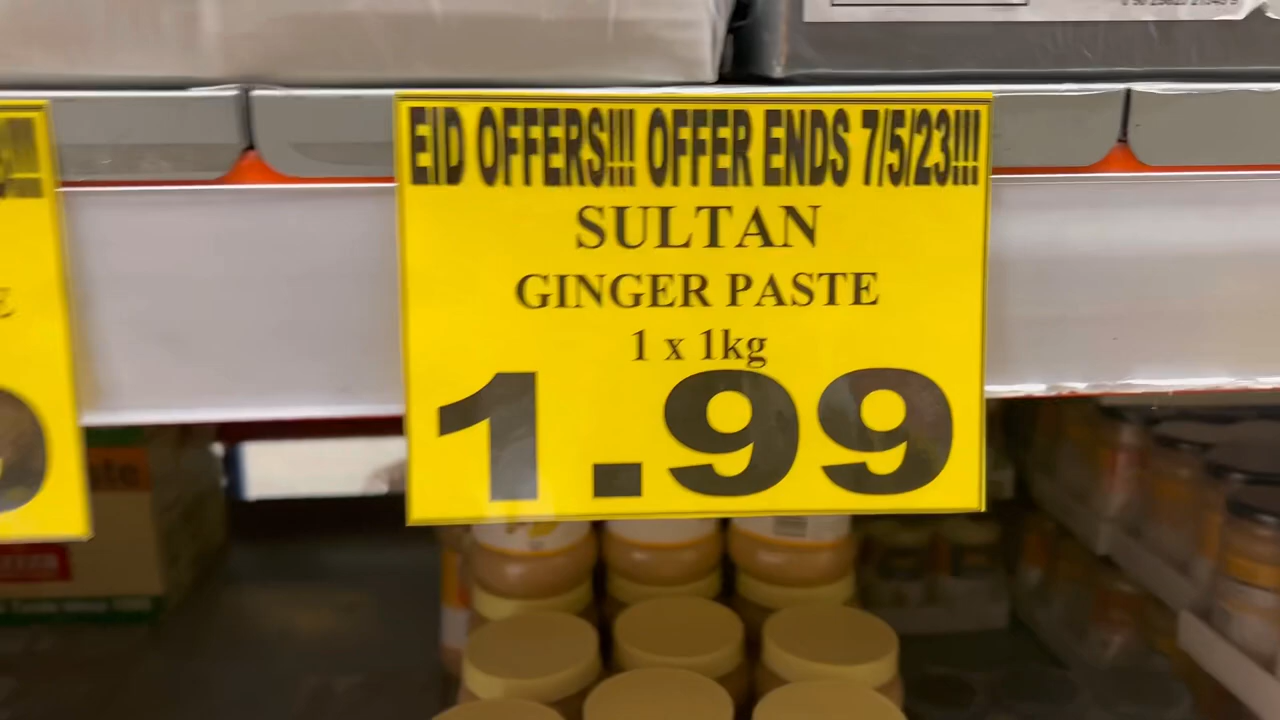 EID OFFERS!!! OFFER ENDS 7/5/23!!!
SULTAN
GINGER PASTE
1 x 1kg
1.99